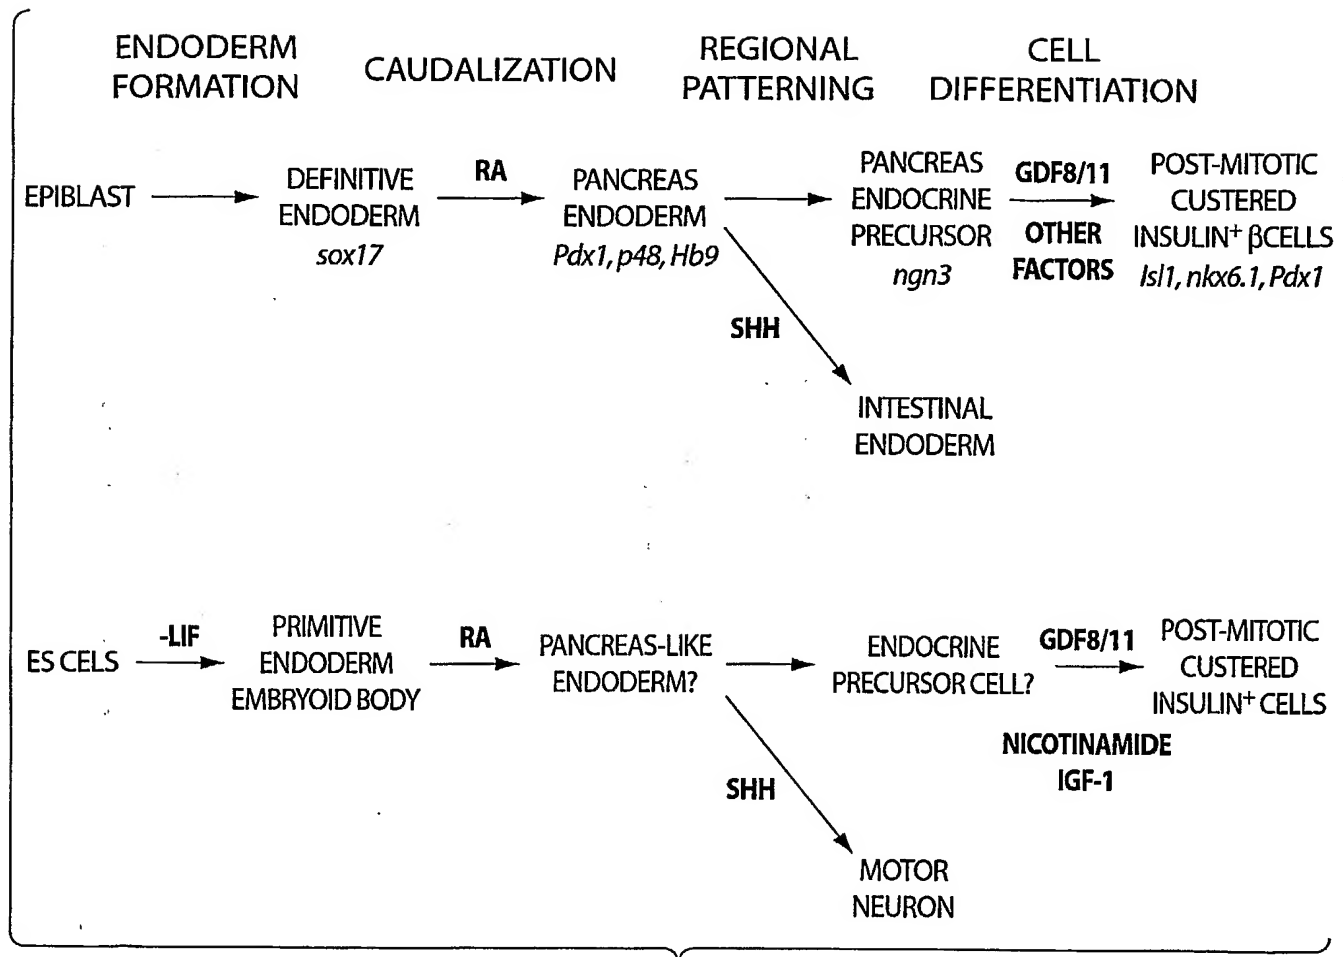 ENDODERM
FORMATION
CAUDALIZATION
REGIONAL
PATTERNING
CELL
DIFFERENTIATION
EPIBLAST
DEFINITIVE
ENDODERM
sox17
RA
PANCREAS
ENDODERM
Pdx1, p48, Hb9
PANCREAS
ENDOCRINE
PRECURSOR
ngn3
GDF8/11
OTHER
FACTORS
POST-MITOTIC
CUSTERED
INSULIN⁺ βCELLS
Isl1, nkx6.1, Pdx1
SHH
INTESTINAL
ENDODERM
ES CELS
-LIF
PRIMITIVE
ENDODERM
EMBRYOID BODY
RA
PANCREAS-LIKE
ENDODERM?
ENDOCRINE
PRECURSOR CELL?
GDF8/11
NICOTINAMIDE
IGF-1
POST-MITOTIC
CUSTERED
INSULIN⁺ CELLS
SHH
MOTOR
NEURON